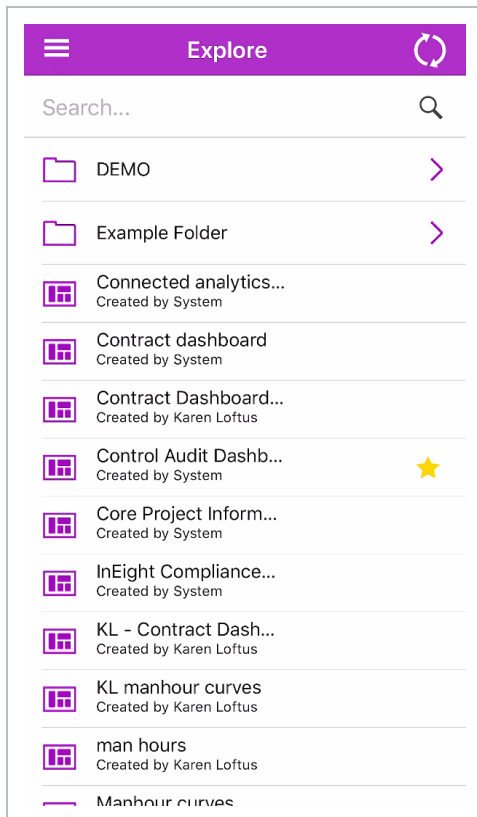 Explore
Search...
DEMO
Example Folder
Connected analytics...
Created by System
Contract dashboard
Created by System
Contract Dashboard...
Created by Karen Loftus
Control Audit Dashb...
Created by System
Core Project Inform...
Created by System
InEight Compliance...
Created by System
KL - Contract Dash...
Created by Karen Loftus
KL manhour curves
Created by Karen Loftus
man hours
Created by Karen Loftus
Manhour curves